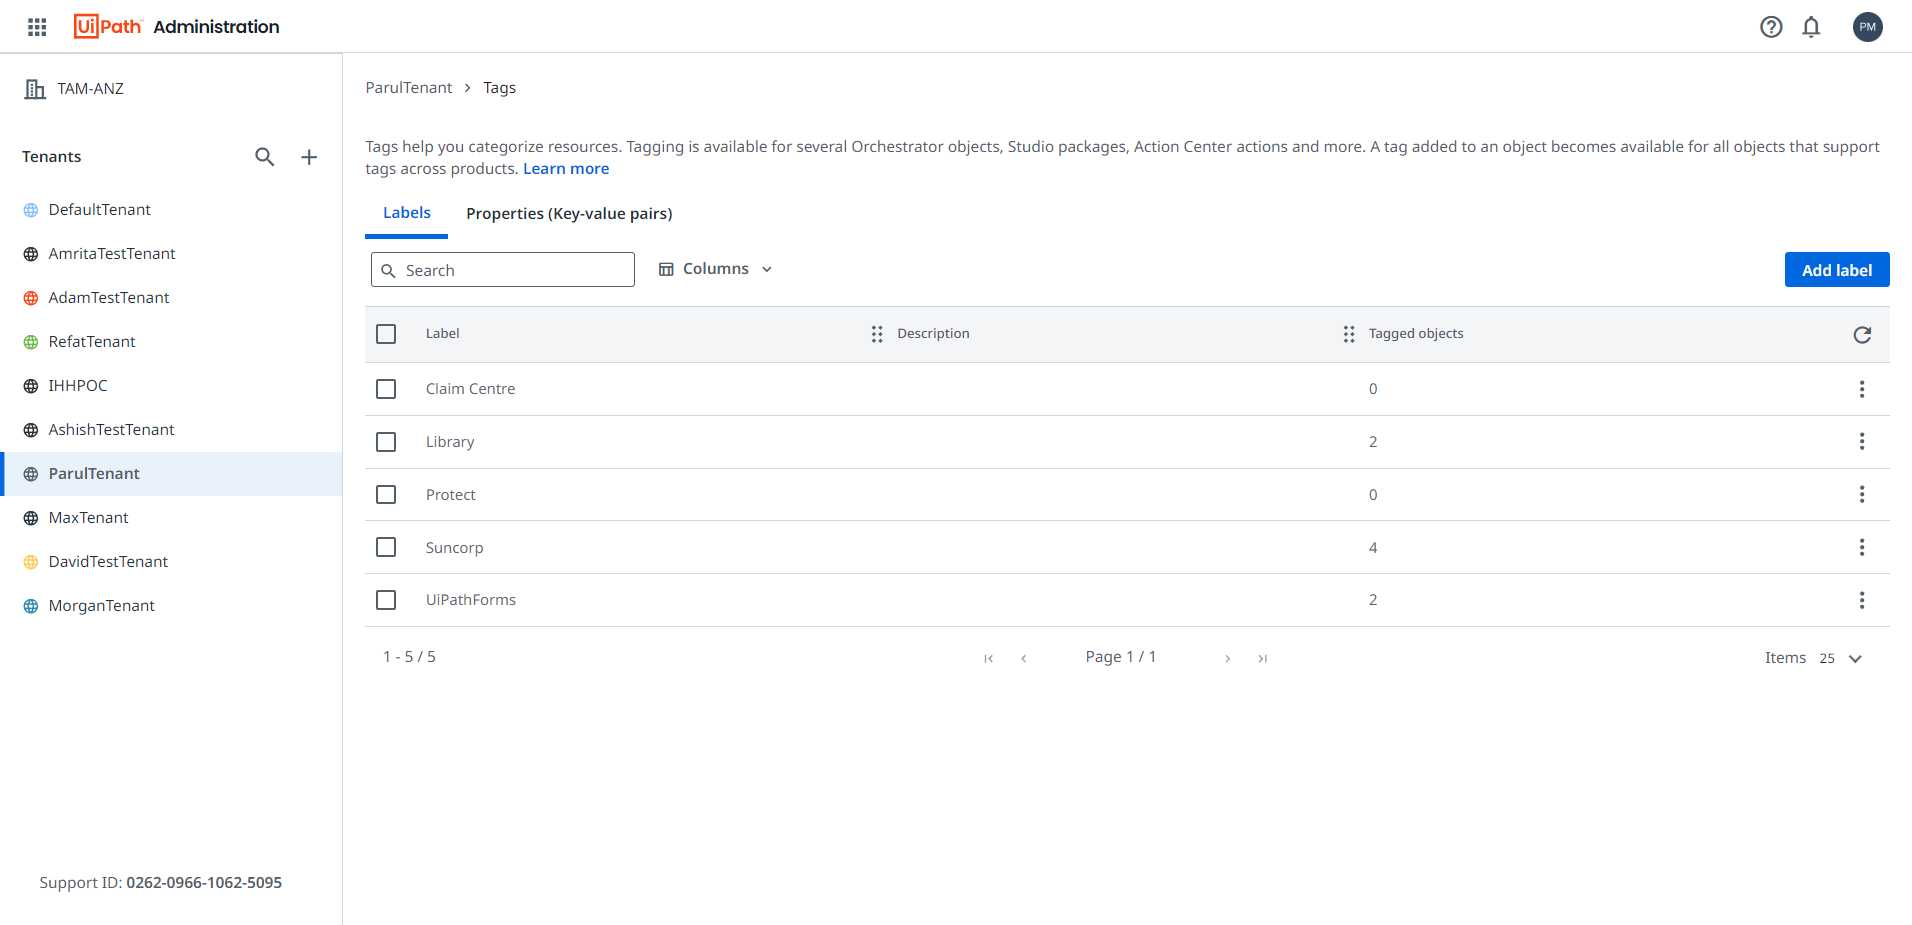 UiPath Administration
PM
TAM-ANZ
Tenants
DefaultTenant
AmritaTestTenant
AdamTestTenant
RefatTenant
IHHPOC
AshishTestTenant
ParulTenant
MaxTenant
DavidTestTenant
MorganTenant
Support ID: 0262-0966-1062-5095
ParulTenant > Tags
Tags help you categorize resources. Tagging is available for several Orchestrator objects, Studio packages, Action Center actions and more. A tag added to an object becomes available for all objects that support
tags across products. Learn more
Labels Properties (Key-value pairs)
Search Columns Add label
Label Description Tagged objects
Claim Centre 0
Library 2
Protect 0
Suncorp 4
UiPathForms 2
1 - 5 / 5 Page 1 / 1 Items 25